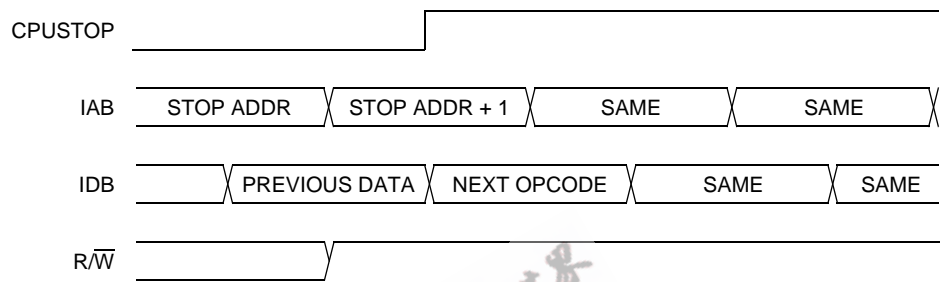 CPUSTOP
IAB STOP ADDR STOP ADDR + 1 SAME SAME
IDB PREVIOUS DATA NEXT OPCODE SAME SAME
R/W̅